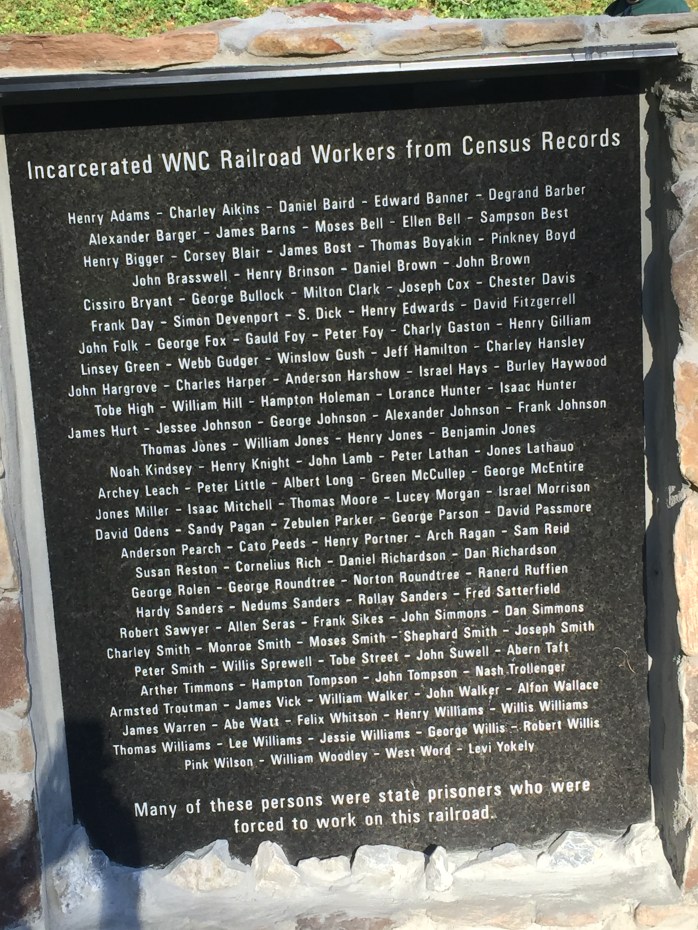 Incarcerated WNC Railroad Workers from Census Records
Henry Adams - Charley Aikins - Daniel Baird - Edward Banner - Degrand Barber
Alexander Barger - James Barns - Moses Bell - Ellen Bell - Sampson Best
Henry Bigger - Corsey Blair - James Bost - Thomas Boyakin - Pinkney Boyd
John Brasswell - Henry Brinson - Daniel Brown - John Brown
Cissiro Bryant - George Bullock - Milton Clark - Joseph Cox - Chester Davis
Frank Day - Simon Devenport - S. Dick - Henry Edwards - David Fitzgerrell
John Folk - George Fox - Gauld Foy - Peter Foy - Charly Gaston - Henry Gilliam
Linsey Green - Webb Gudger - Winslow Gush - Jeff Hamilton - Charley Hansley
John Hargrove - Charles Harper - Anderson Harshow - Israel Hays - Burley Haywood
Tobe High - William Hill - Hampton Holeman - Lorance Hunter - Isaac Hunter
James Hurt - Jessee Johnson - George Johnson - Alexander Johnson - Frank Johnson
Thomas Jones - William Jones - Henry Jones - Benjamin Jones
Noah Kindsey - Henry Knight - John Lamb - Peter Lathan - Jones Lathauo
Archey Leach - Peter Little - Albert Long - Green McCullep - George McEntire
Jones Miller - Isaac Mitchell - Thomas Moore - Lucey Morgan - Israel Morrison
David Odens - Sandy Pagan - Zebulen Parker - George Parson - David Passmore
Anderson Pearch - Cato Peeds - Henry Portner - Arch Ragan - Sam Reid
Susan Reston - Cornelius Rich - Daniel Richardson - Dan Richardson
George Rolen - George Roundtree - Norton Roundtree - Ranerd Ruffien
Hardy Sanders - Nedums Sanders - Rollay Sanders - Fred Satterfield
Robert Sawyer - Allen Seras - Frank Sikes - John Simmons - Dan Simmons
Charley Smith - Monroe Smith - Moses Smith - Shephard Smith - Joseph Smith
Peter Smith - Willis Sprewell - Tobe Street - John Suwell - Abern Taft
Arther Timmons - Hampton Tompson - John Tompson - Nash Trollenger
Armsted Troutman - James Vick - William Walker - John Walker - Alfon Wallace
James Warren - Abe Watt - Felix Whitson - Henry Williams - Willis Williams
Thomas Williams - Lee Williams - Jessie Williams - George Willis - Robert Willis
Pink Wilson - William Woodley - West Word - Levi Yokely
Many of these persons were state prisoners who were
forced to work on this railroad.